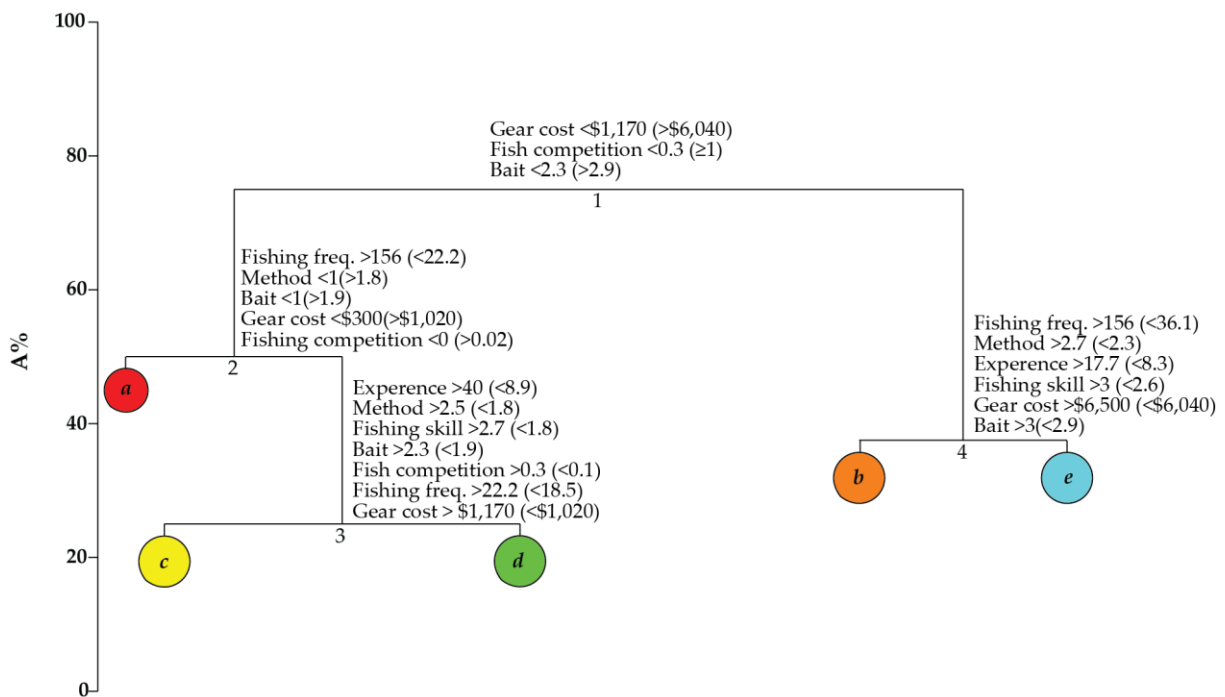 100
Gear cost <$1,170 (>$6,040)
Fish competition <0.3 (≥1)
80
Bait <2.3 (>2.9)
1
Fishing freq. >156 (<22.2)
Method <1(>1.8)
60
Bait <1(>1.9)
Gear cost <$300(>$1,020)
Fishing competition <0 (>0.02)
Fishing freq. >156 (<36.1)
Method >2.7 (<2.3)
Experence >17.7 (<8.3)
Fishing skill >3 (<2.6)
Gear cost >$6,500 (<$6,040)
Bait >3(<2.9)
A%
2
a
Experence >40 (<8.9)
Method >2.5 (<1.8)
40
Fishing skill >2.7 (<1.8)
Bait >2.3 (<1.9)
Fish competition >0.3 (<0.1)
Fishing freq. >22.2 (<18.5)
Gear cost > $1,170 (<$1,020)
4
b
e
3
c
d
20
0